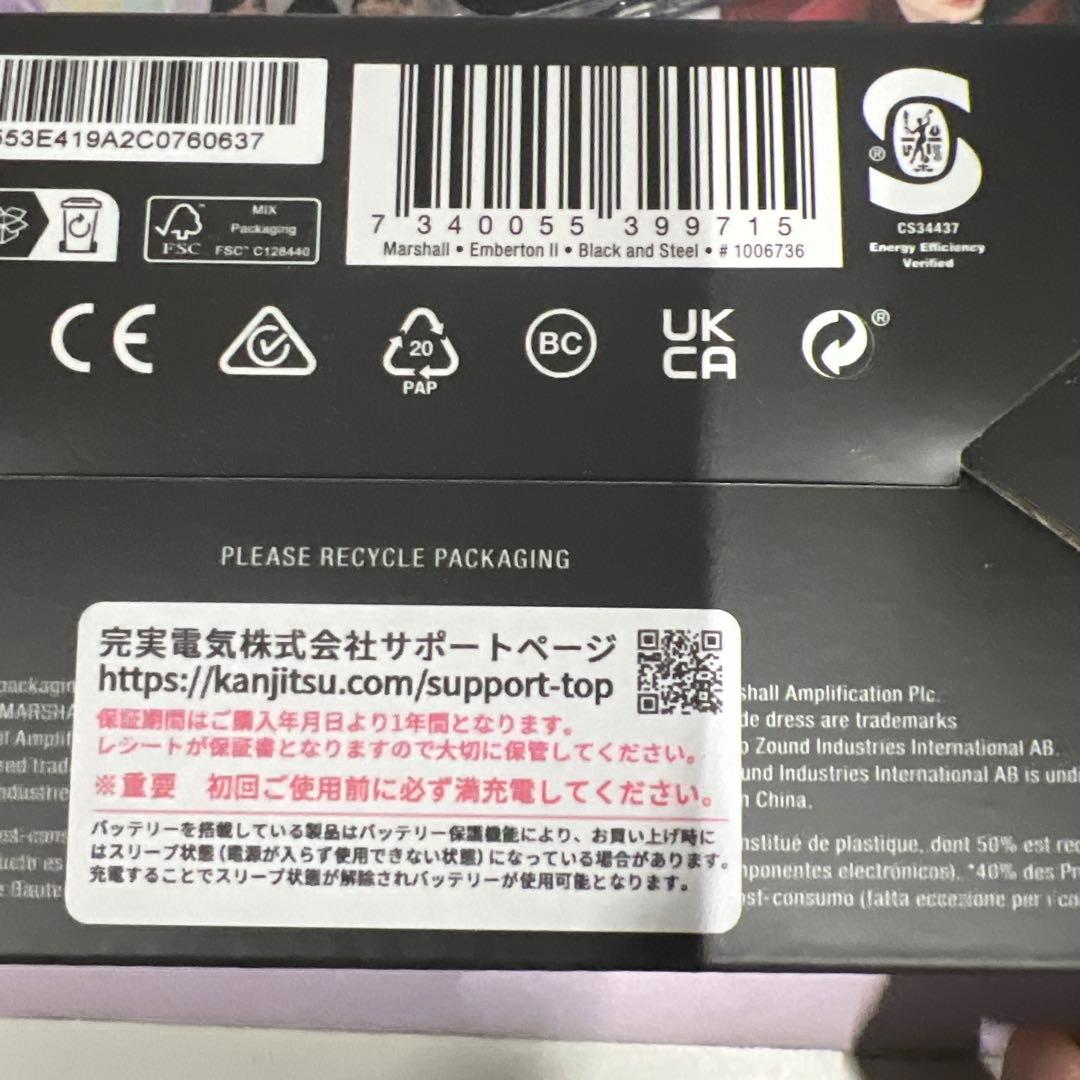 553E419A2C0760637
7 340055 399715
Marshall • Emberton II • Black and Steel • # 1006736
S
®
CS34437
Energy Efficiency
Verified
FSC
MIX
Packaging
FSC™ C128440
CE
20
PAP
BC
UK
CA
®
PLEASE RECYCLE PACKAGING
完実電気株式会社サポートページ
https://kanjitsu.com/support-top
保証期間はご購入年月日より1年間となります。
レシートが保証書となりますので大切に保管してください。
※重要 初回ご使用前に必ず満充電してください。
バッテリーを搭載している製品はバッテリー保護機能により、お買い上げ時に
はスリープ状態(電源が入らず使用できない状態)になっている場合があります。
充電することでスリープ状態が解除されバッテリーが使用可能となります。
shall Amplification Plc.
de dress are trademarks
Zound Industries International AB.
und Industries International AB is und
China.
nstitué de plastique, dont 50% est rec
ponentes electrónicos). *40% des Pr
st-consumo (fatta eccezione per i co